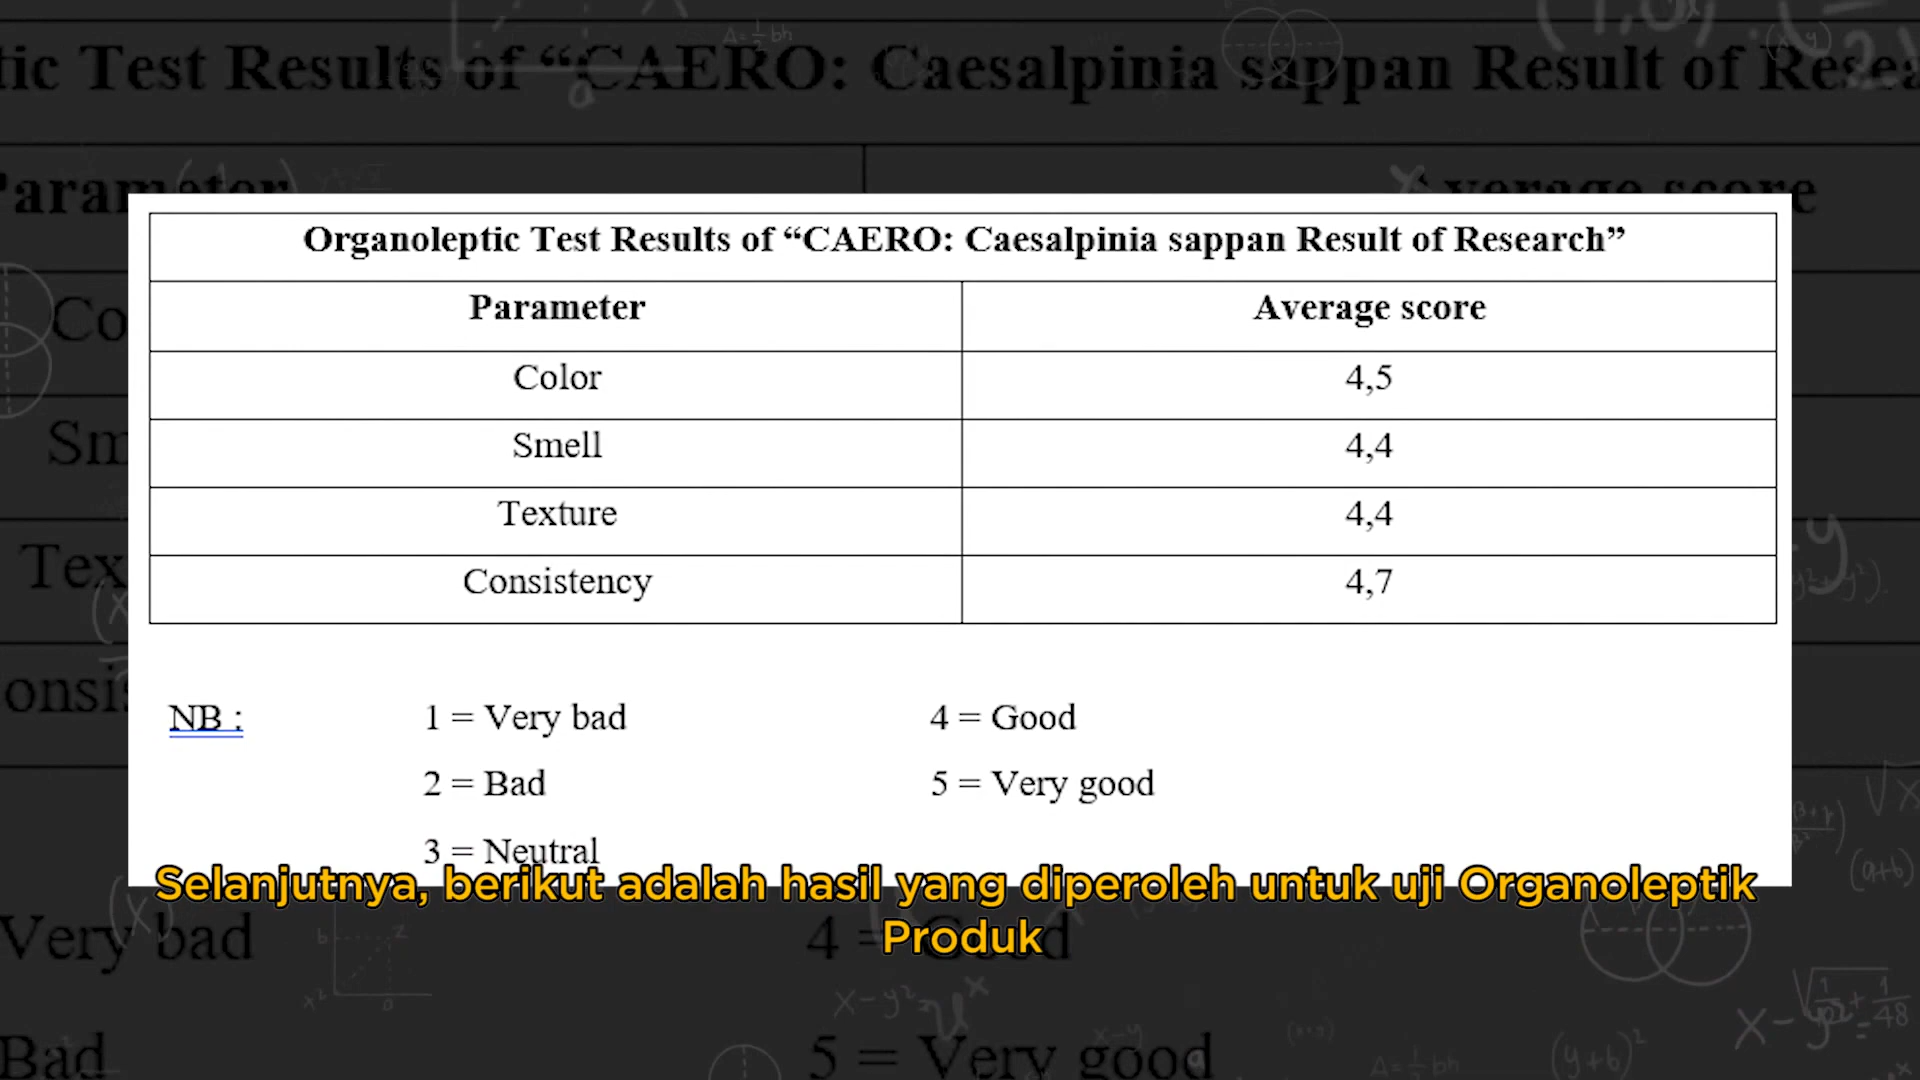 Organoleptic Test Results of “CAERO: Caesalpinia sappan Result of Research”
Parameter Average score
Color 4,5
Smell 4,4
Texture 4,4
Consistency 4,7
NB : 1 = Very bad 4 = Good
2 = Bad 5 = Very good
3 = Neutral
Selanjutnya, berikut adalah hasil yang diperoleh untuk uji Organoleptik
Produk